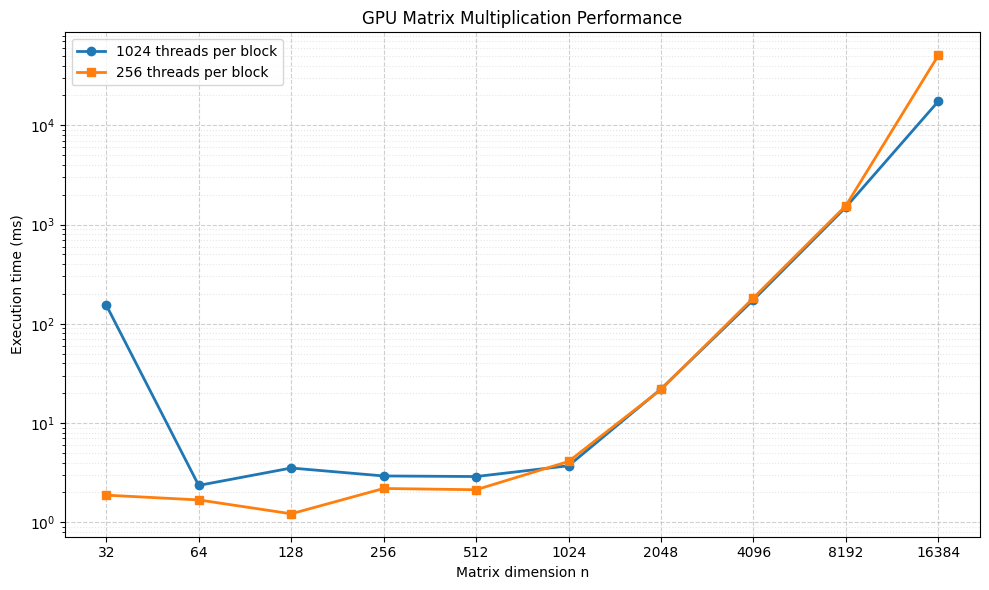 GPU Matrix Multiplication Performance
1024 threads per block
256 threads per block
Execution time (ms)
10⁴
10³
10²
10¹
10⁰
32 64 128 256 512 1024 2048 4096 8192 16384
Matrix dimension n